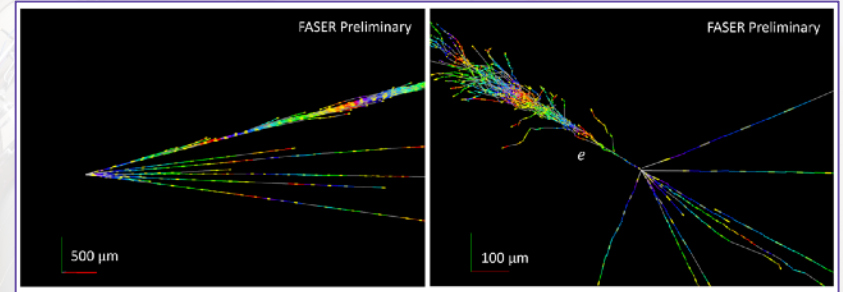 FASER Preliminary
500 μm
FASER Preliminary
e
100 μm